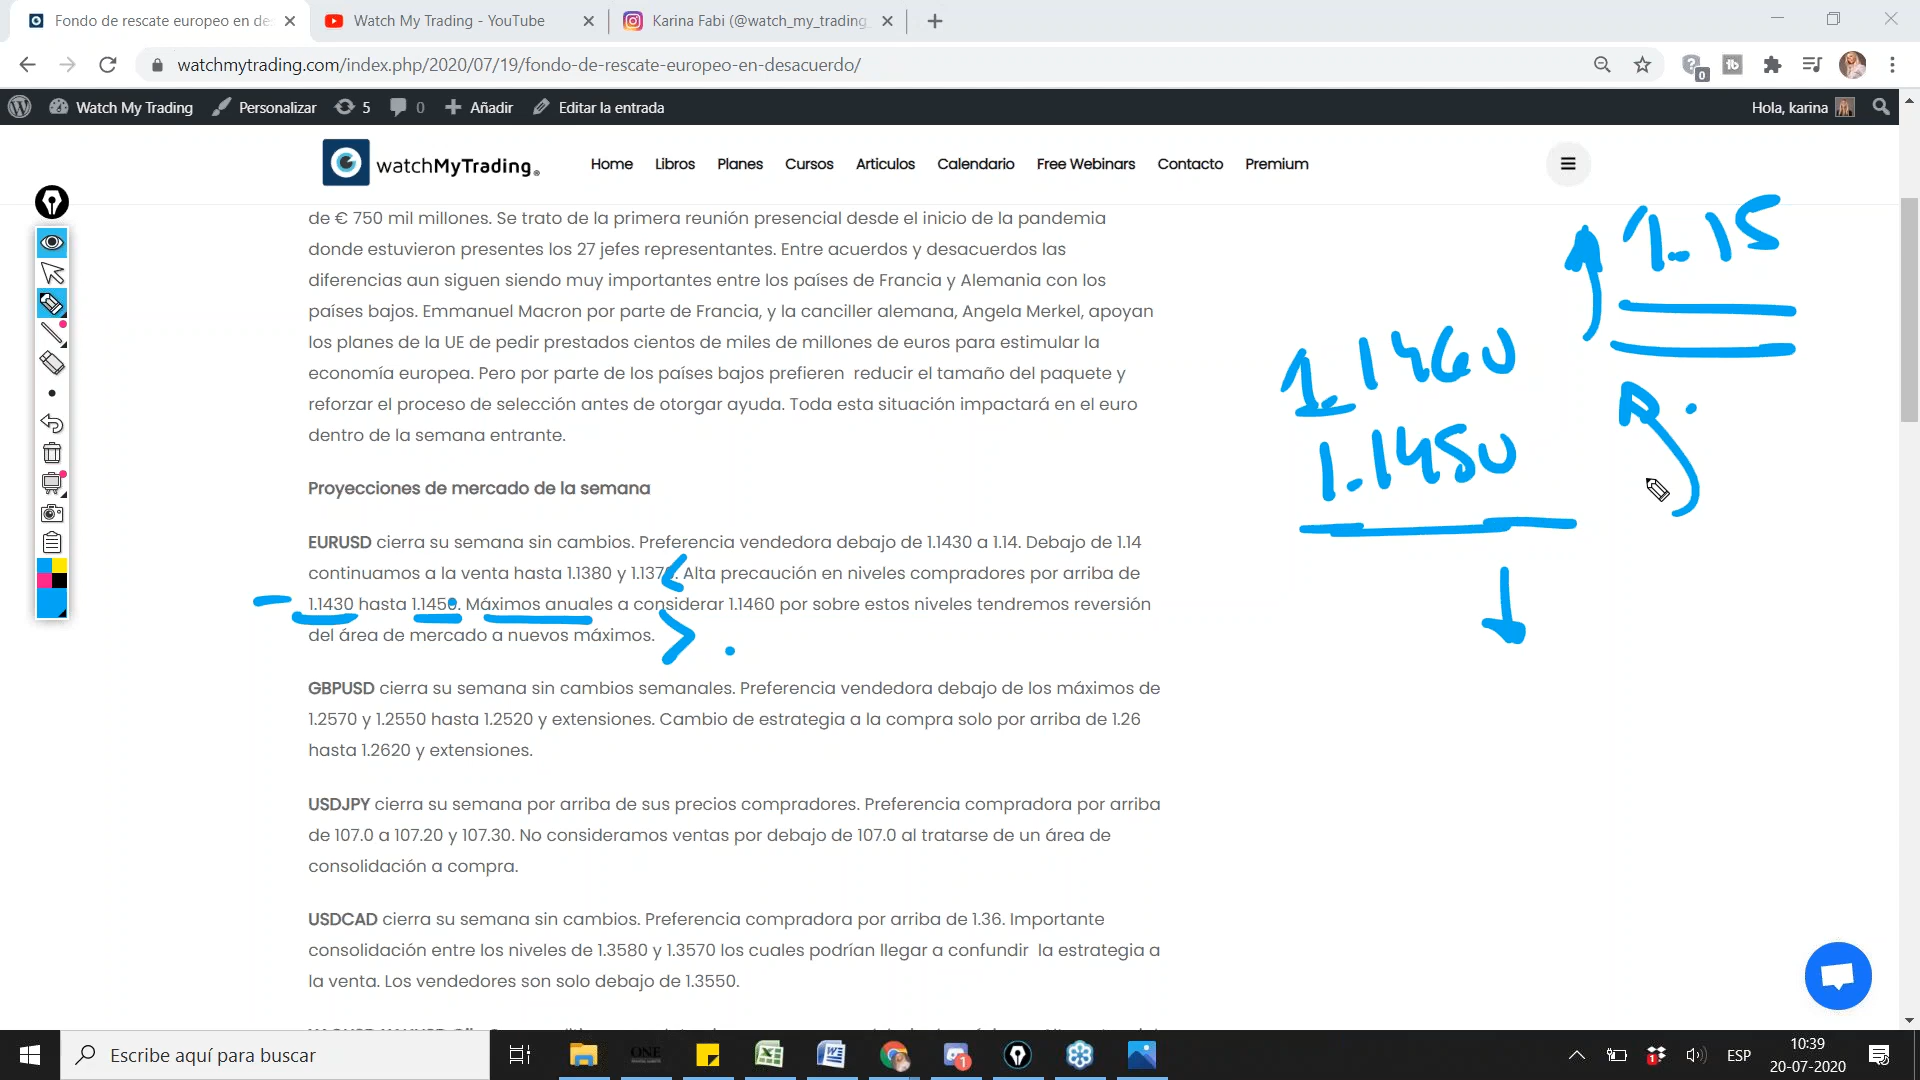 Fondo de rescate europeo en de
Watch My Trading - YouTube
Karina Fabi (@watch_my_trading_
watchmytrading.com/index.php/2020/07/19/fondo-de-rescate-europeo-en-desacuerdo/
0
Watch My Trading
Personalizar
5
0
Añadir
Editar la entrada
Hola, karina
watchMyTrading
Home
Libros
Planes
Cursos
Articulos
Calendario
Free Webinars
Contacto
Premium
de € 750 mil millones. Se trato de la primera reunión presencial desde el inicio de la pandemia
donde estuvieron presentes los 27 jefes representantes. Entre acuerdos y desacuerdos las
diferencias aun siguen siendo muy importantes entre los países de Francia y Alemania con los
países bajos. Emmanuel Macron por parte de Francia, y la canciller alemana, Angela Merkel, apoyan
los planes de la UE de pedir prestados cientos de miles de millones de euros para estimular la
economía europea. Pero por parte de los países bajos prefieren  reducir el tamaño del paquete y
reforzar el proceso de selección antes de otorgar ayuda. Toda esta situación impactará en el euro
dentro de la semana entrante.
1.15
1.1460
1.1450
Proyecciones de mercado de la semana
EURUSD cierra su semana sin cambios. Preferencia vendedora debajo de 1.1430 a 1.14. Debajo de 1.14
continuamos a la venta hasta 1.1380 y 1.1370. Alta precaución en niveles compradores por arriba de
1.1430 hasta 1.1450. Máximos anuales a considerar 1.1460 por sobre estos niveles tendremos reversión
del área de mercado a nuevos máximos.
GBPUSD cierra su semana sin cambios semanales. Preferencia vendedora debajo de los máximos de
1.2570 y 1.2550 hasta 1.2520 y extensiones. Cambio de estrategia a la compra solo por arriba de 1.26
hasta 1.2620 y extensiones.
USDJPY cierra su semana por arriba de sus precios compradores. Preferencia compradora por arriba
de 107.0 a 107.20 y 107.30. No consideramos ventas por debajo de 107.0 al tratarse de un área de
consolidación a compra.
USDCAD cierra su semana sin cambios. Preferencia compradora por arriba de 1.36. Importante
consolidación entre los niveles de 1.3580 y 1.3570 los cuales podrían llegar a confundir  la estrategia a
la venta. Los vendedores son solo debajo de 1.3550.
Escribe aquí para buscar
ONE
1
1
ESP
10:39
20-07-2020